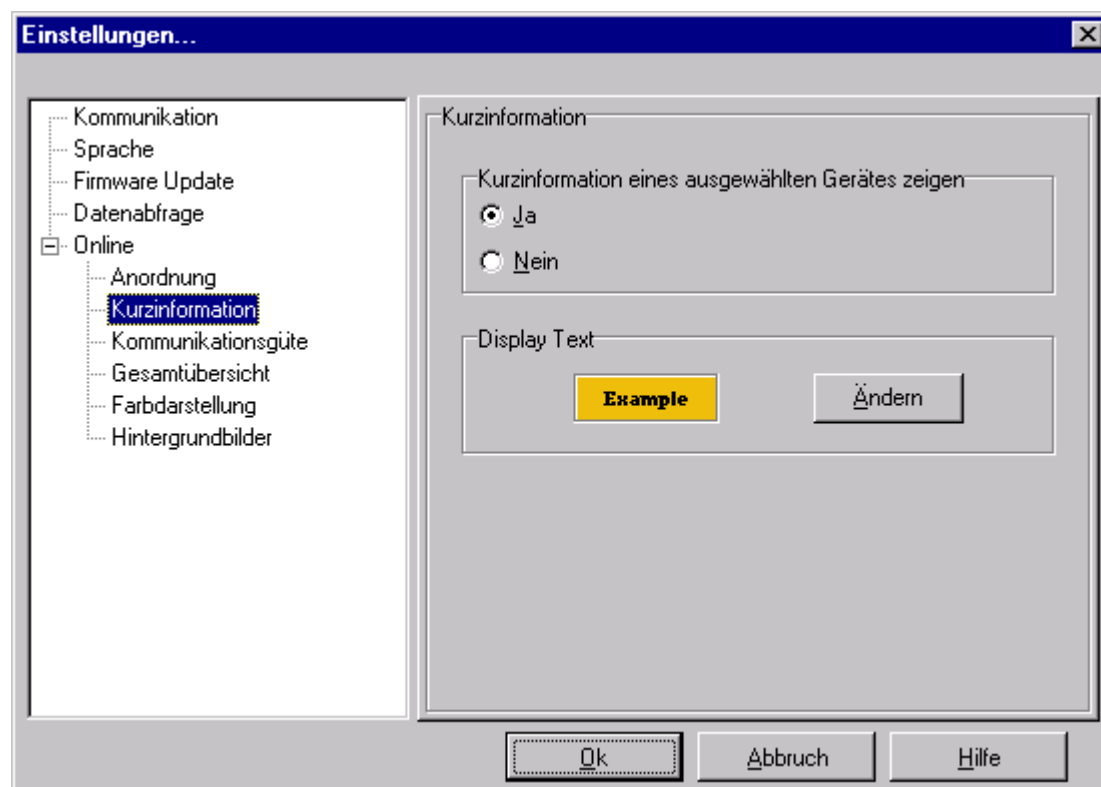 Einstellungen...
Kommunikation
Sprache
Firmware Update
Datenabfrage
Online
Anordnung
Kurzinformation
Kommunikationsgüte
Gesamtübersicht
Farbdarstellung
Hintergrundbilder
Kurzinformation
Kurzinformation eines ausgewählten Gerätes zeigen
Ja
Nein
Display Text
Example
Ändern
Ok
Abbruch
Hilfe